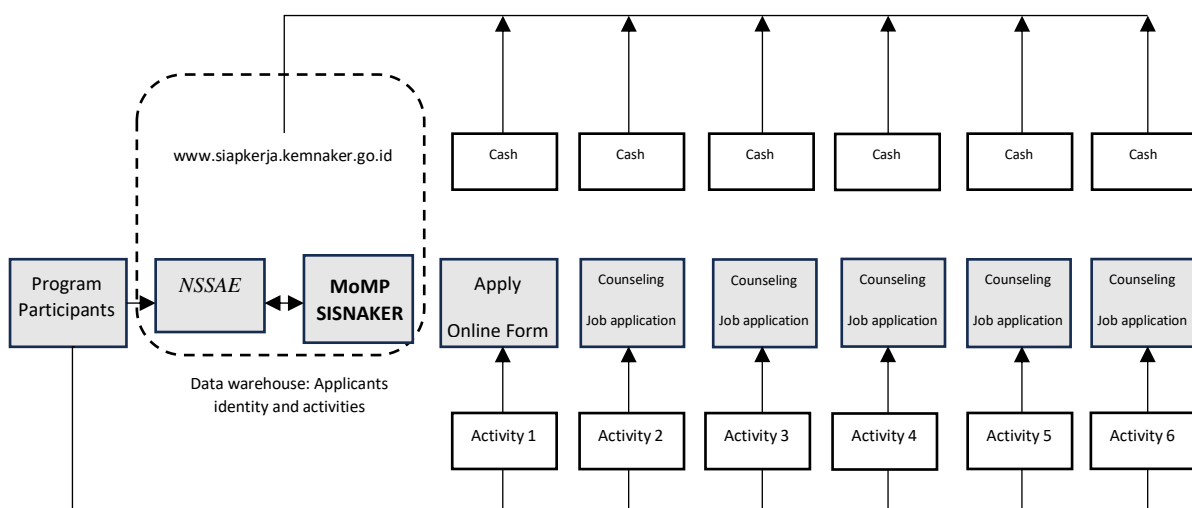 www.siapkerja.kemnaker.go.id
Cash
Cash
Cash
Cash
Cash
Cash
Program
Participants
NSSAE
MoMP
SISNAKER
Apply
Online Form
Counseling
Job application
Counseling
Job application
Counseling
Job application
Counseling
Job application
Counseling
Job application
Data warehouse: Applicants
identity and activities
Activity 1
Activity 2
Activity 3
Activity 4
Activity 5
Activity 6